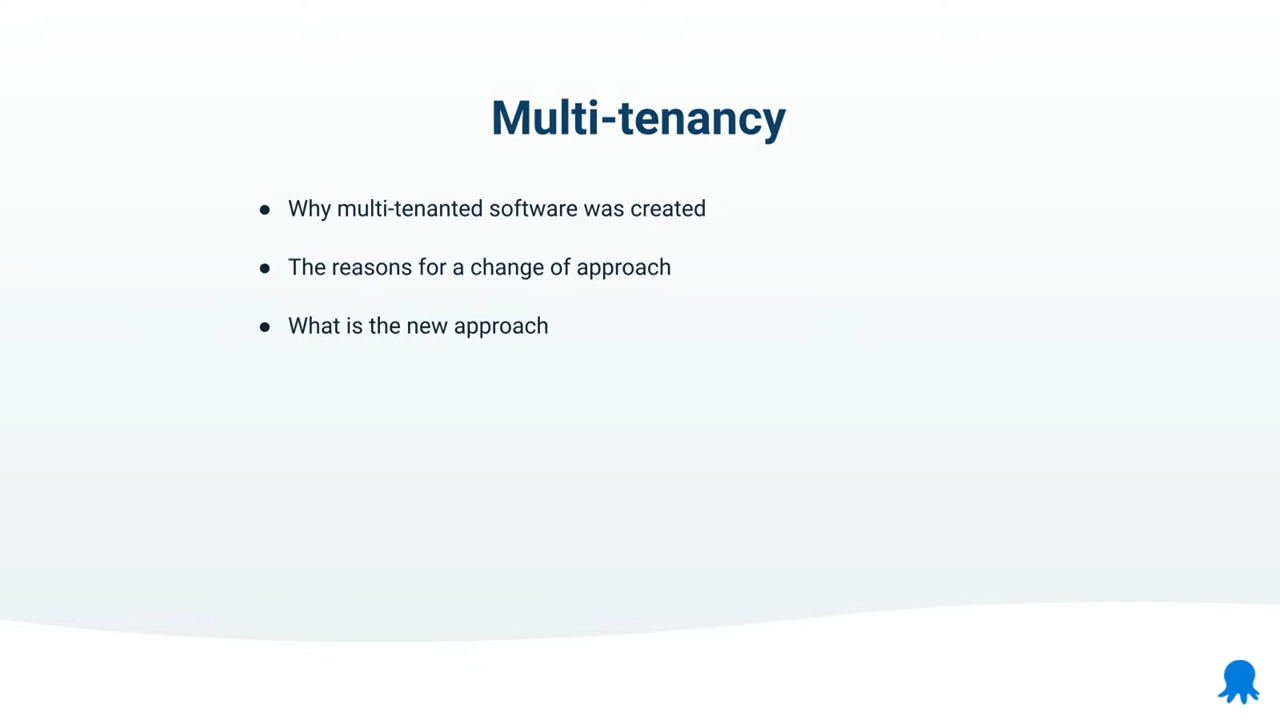 Multi-tenancy
● Why multi-tenanted software was created
● The reasons for a change of approach
● What is the new approach